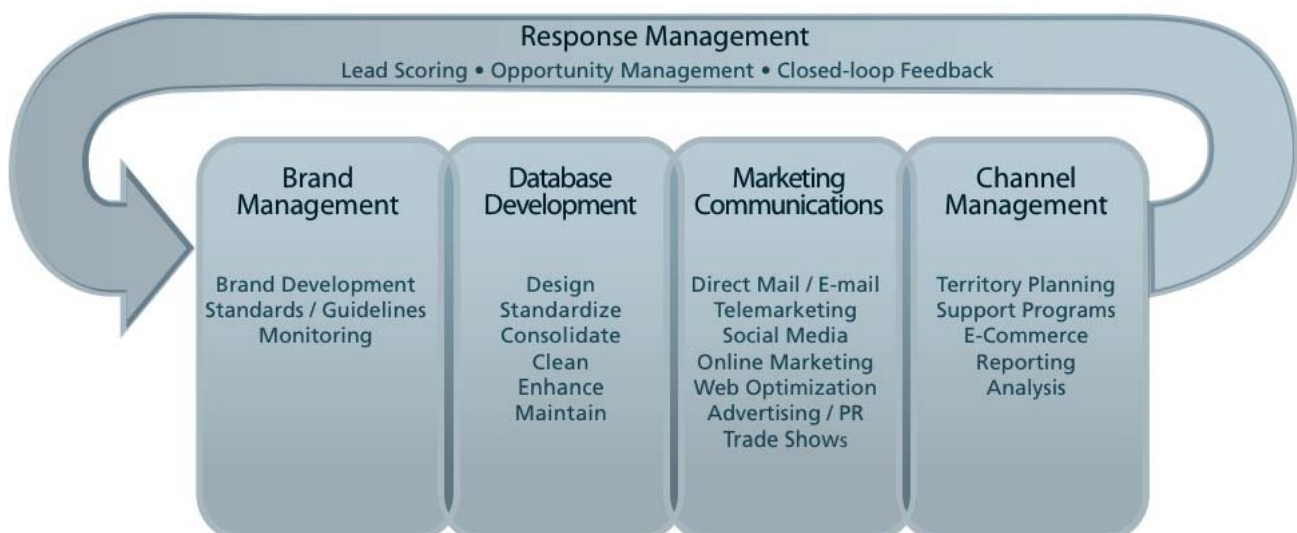 Response Management
Lead Scoring • Opportunity Management • Closed-loop Feedback
Brand
Management
Brand Development
Standards / Guidelines
Monitoring
Database
Development
Design
Standardize
Consolidate
Clean
Enhance
Maintain
Marketing
Communications
Direct Mail / E-mail
Telemarketing
Social Media
Online Marketing
Web Optimization
Advertising / PR
Trade Shows
Channel
Management
Territory Planning
Support Programs
E-Commerce
Reporting
Analysis